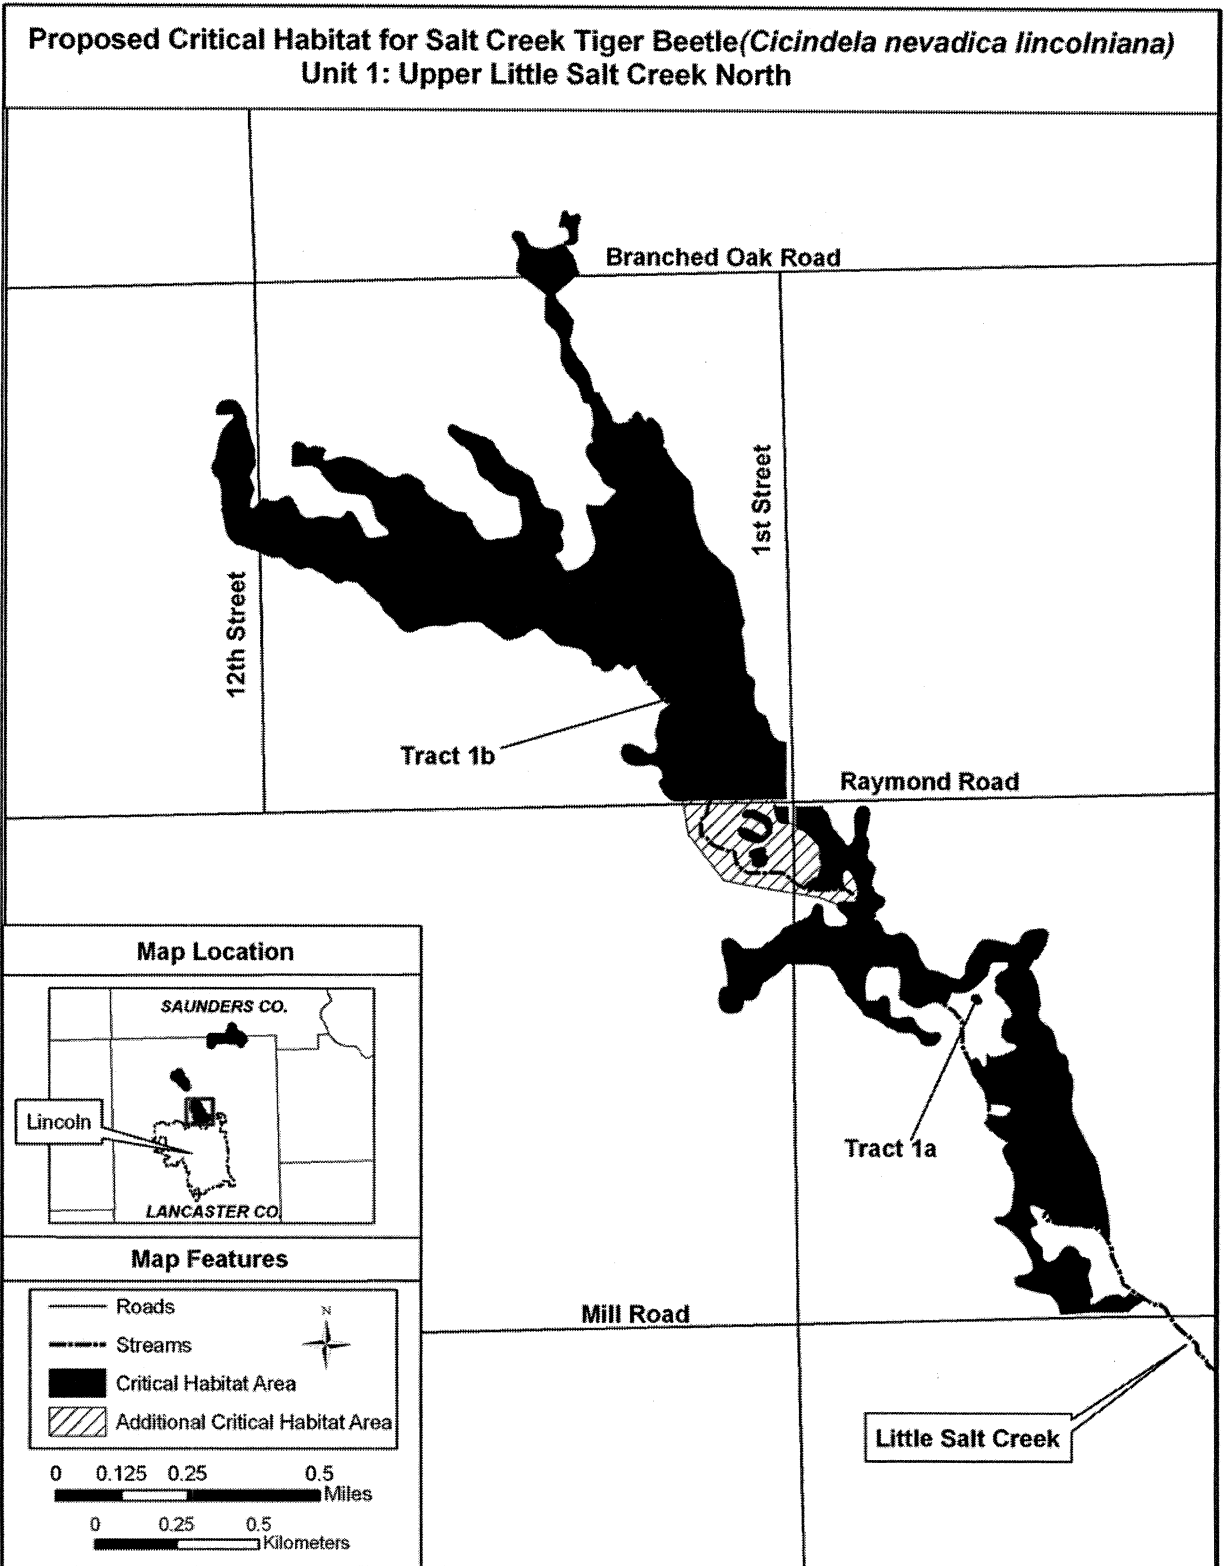 Proposed Critical Habitat for Salt Creek Tiger Beetle(Cicindela nevadica lincolniana)
Unit 1: Upper Little Salt Creek North
Branched Oak Road
1st Street
12th Street
Tract 1b
Raymond Road
Tract 1a
Mill Road
Little Salt Creek
Map Location
SAUNDERS CO.
Lincoln
LANCASTER CO.
Map Features
Roads
N
Streams
Critical Habitat Area
Additional Critical Habitat Area
0 0.125 0.25 0.5
Miles
0 0.25 0.5
Kilometers